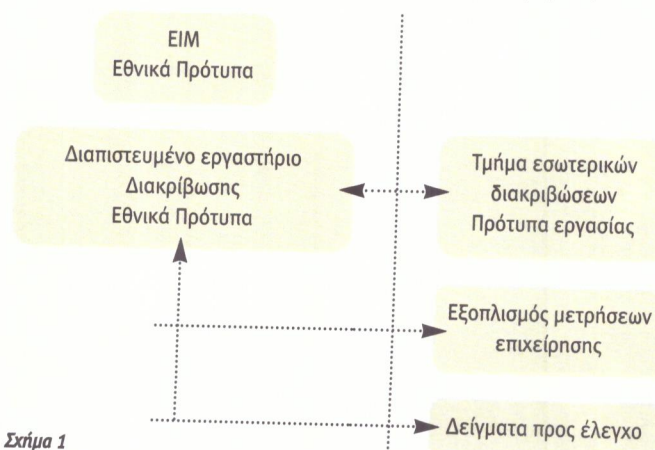 ΕΙΜ
Εθνικά Πρότυπα
Διαπιστευμένο εργαστήριο
Διακρίβωσης
Εθνικά Πρότυπα
Τμήμα εσωτερικών
διακριβώσεων
Πρότυπα εργασίας
Εξοπλισμός μετρήσεων
επιχείρησης
Δείγματα προς έλεγχο
Σχήμα 1